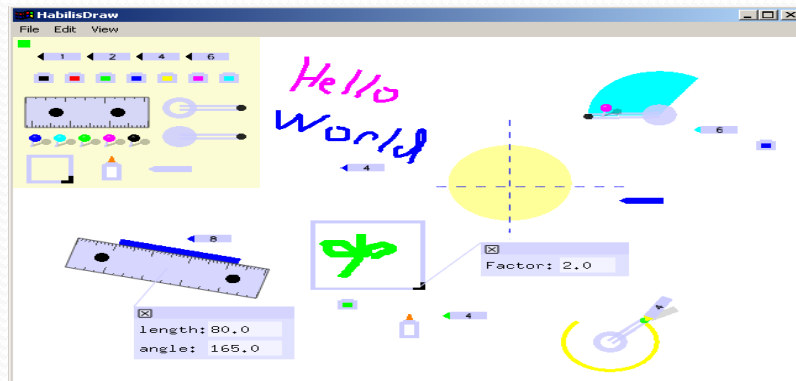 HabilisDraw
File Edit View
1 2 4 6
Hello
World
6
4
8
Factor: 2.0
length: 80.0
angle: 165.0
4
4